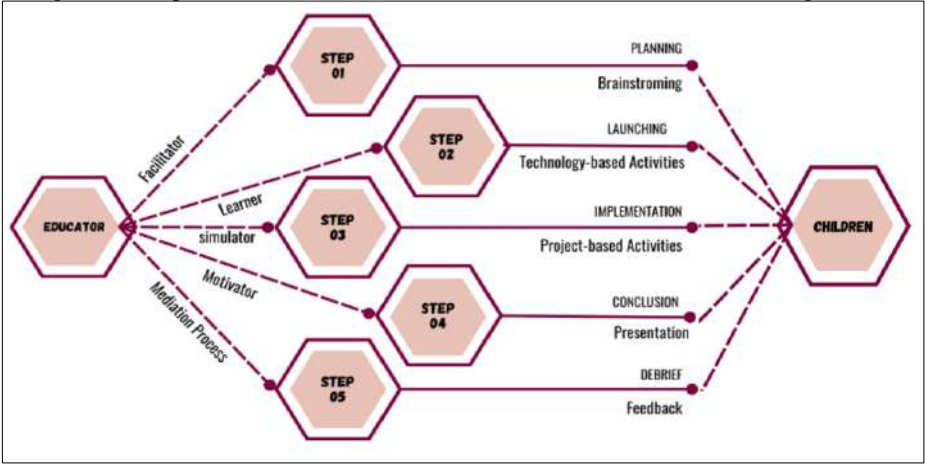 STEP
01
PLANNING
Brainstroming
Facilitator
STEP
02
LAUNCHING
Technology-based Activities
Learner
EDUCATOR
simulator
STEP
03
IMPLEMENTATION
Project-based Activities
CHILDREN
Motivator
STEP
04
CONCLUSION
Presentation
Mediation Process
STEP
05
DEBRIEF
Feedback